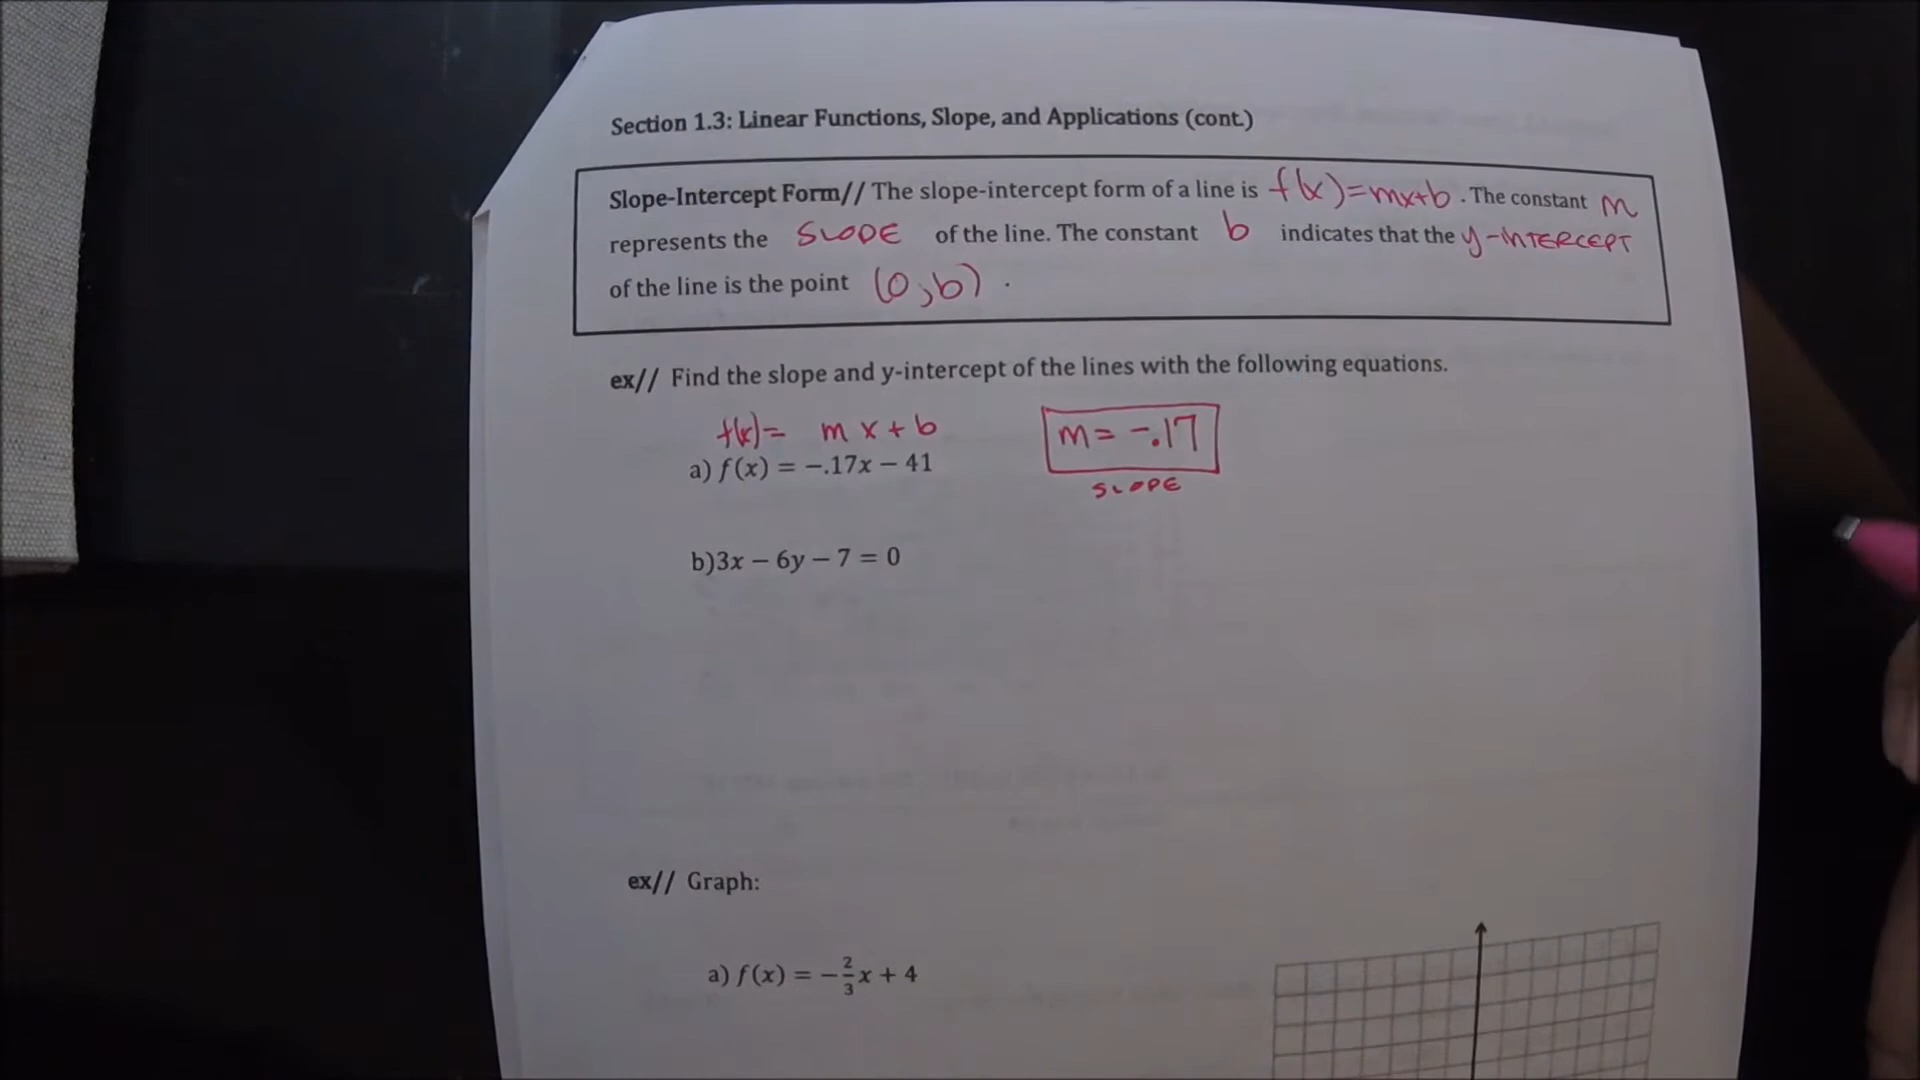 Section 1.3: Linear Functions, Slope, and Applications (cont.)
Slope-Intercept Form// The slope-intercept form of a line is f(x)=mx+b. The constant m
represents the SLOPE of the line. The constant b indicates that the y-INTERCEPT
of the line is the point (0,b).
ex// Find the slope and y-intercept of the lines with the following equations.
f(x)= mx+b m = -.17
a) f(x) = −.17x − 41 SLOPE
b)3x − 6y − 7 = 0
ex// Graph:
a) f(x) = −2/3x + 4